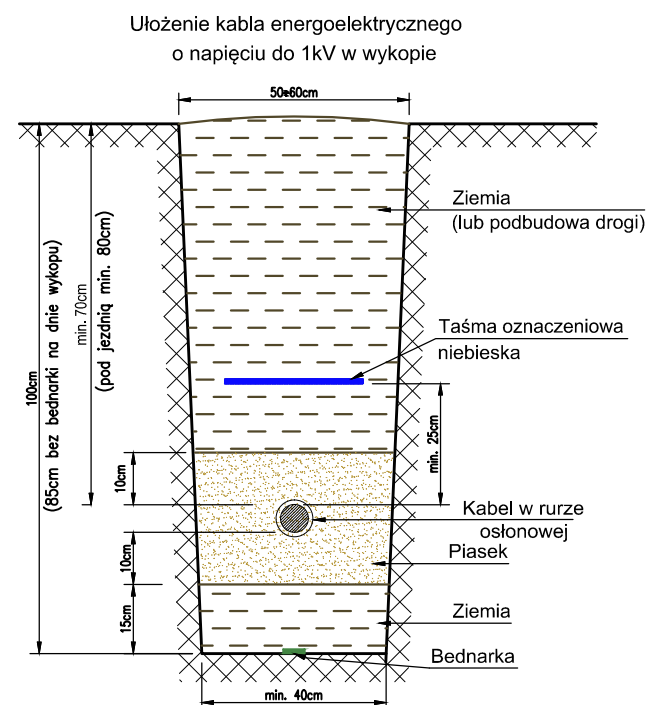 Ułożenie kabla energoelektrycznego
o napięciu do 1kV w wykopie
50÷60cm
Ziemia
(lub podbudowa drogi)
Taśma oznaczeniowa
niebieska
100cm
(85cm bez bednarki na dnie wykopu)
min. 70cm
(pod jezdnią min. 80cm)
min. 25cm
10cm
Kabel w rurze
osłonowej
Piasek
10cm
15cm
Ziemia
Bednarka
min. 40cm